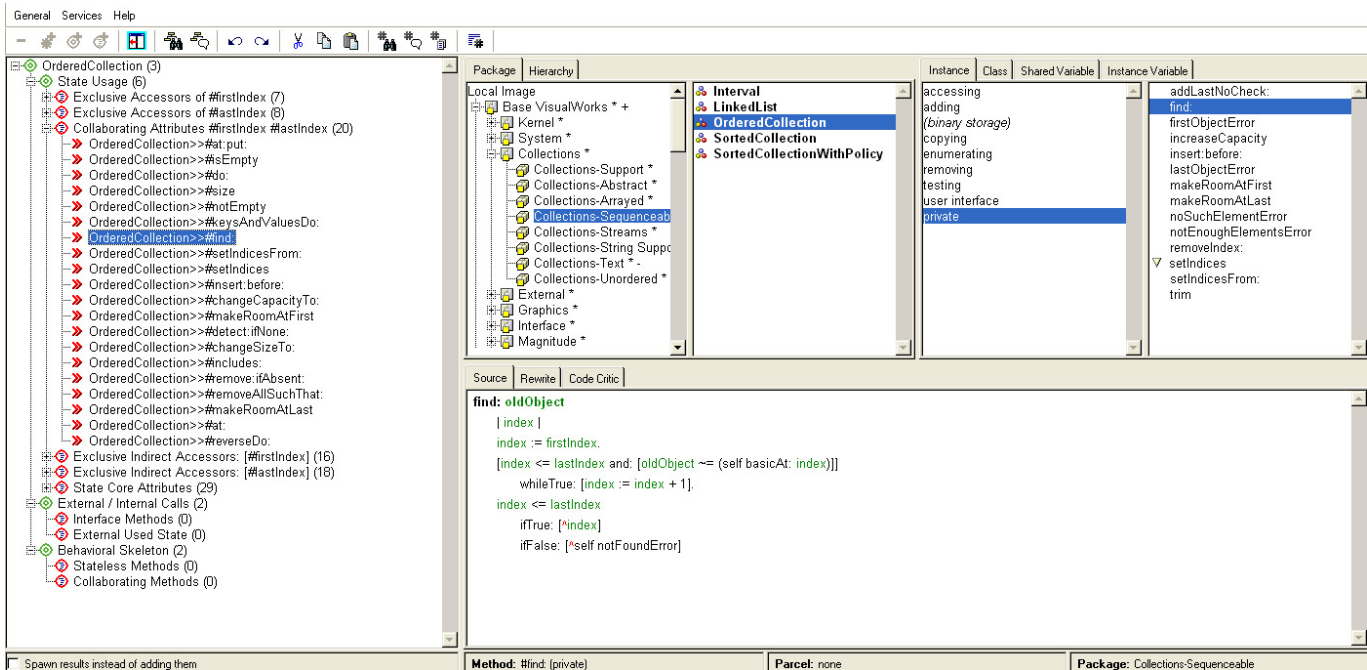 General Services Help
OrderedCollection (3)
State Usage (6)
Exclusive Accessors of #firstIndex (7)
Exclusive Accessors of #lastIndex (8)
Collaborating Attributes #firstIndex #lastIndex (20)
OrderedCollection>>#at:put:
OrderedCollection>>#isEmpty
OrderedCollection>>#do:
OrderedCollection>>#size
OrderedCollection>>#notEmpty
OrderedCollection>>#keysAndValuesDo:
OrderedCollection>>#find:
OrderedCollection>>#setIndicesFrom:
OrderedCollection>>#setIndices
OrderedCollection>>#insert:before:
OrderedCollection>>#changeCapacityTo:
OrderedCollection>>#makeRoomAtFirst
OrderedCollection>>#detect:ifNone:
OrderedCollection>>#changeSizeTo:
OrderedCollection>>#includes:
OrderedCollection>>#remove:ifAbsent:
OrderedCollection>>#removeAllSuchThat:
OrderedCollection>>#makeRoomAtLast
OrderedCollection>>#at:
OrderedCollection>>#reverseDo:
Exclusive Indirect Accessors: [#firstIndex] (16)
Exclusive Indirect Accessors: [#lastIndex] (18)
State Core Attributes (29)
External / Internal Calls (2)
Interface Methods (0)
External Used State (0)
Behavioral Skeleton (2)
Stateless Methods (0)
Collaborating Methods (0)
Spawn results instead of adding them
Package Hierarchy
Local Image
Base VisualWorks * +
Kernel *
System *
Collections *
Collections-Support *
Collections-Abstract *
Collections-Arrayed *
Collections-Sequenceab
Collections-Streams *
Collections-String Suppo
Collections-Text * -
Collections-Unordered *
External *
Graphics *
Interface *
Magnitude *
Interval
LinkedList
OrderedCollection
SortedCollection
SortedCollectionWithPolicy
Instance Class Shared Variable Instance Variable
accessing
adding
(binary storage)
copying
enumerating
removing
testing
user interface
private
addLastNoCheck:
find:
firstObjectError
increaseCapacity
insert:before:
lastObjectError
makeRoomAtFirst
makeRoomAtLast
noSuchElementError
notEnoughElementsError
removeIndex:
setIndices
setIndicesFrom:
trim
Source Rewrite Code Critic
find: oldObject
| index |
index := firstIndex.
[index <= lastIndex and: [oldObject ~= (self basicAt: index)]]
whileTrue: [index := index + 1].
index <= lastIndex
ifTrue: [^index]
ifFalse: [^self notFoundError]
Method: #find: (private)
Parcel: none
Package: Collections-Sequenceable